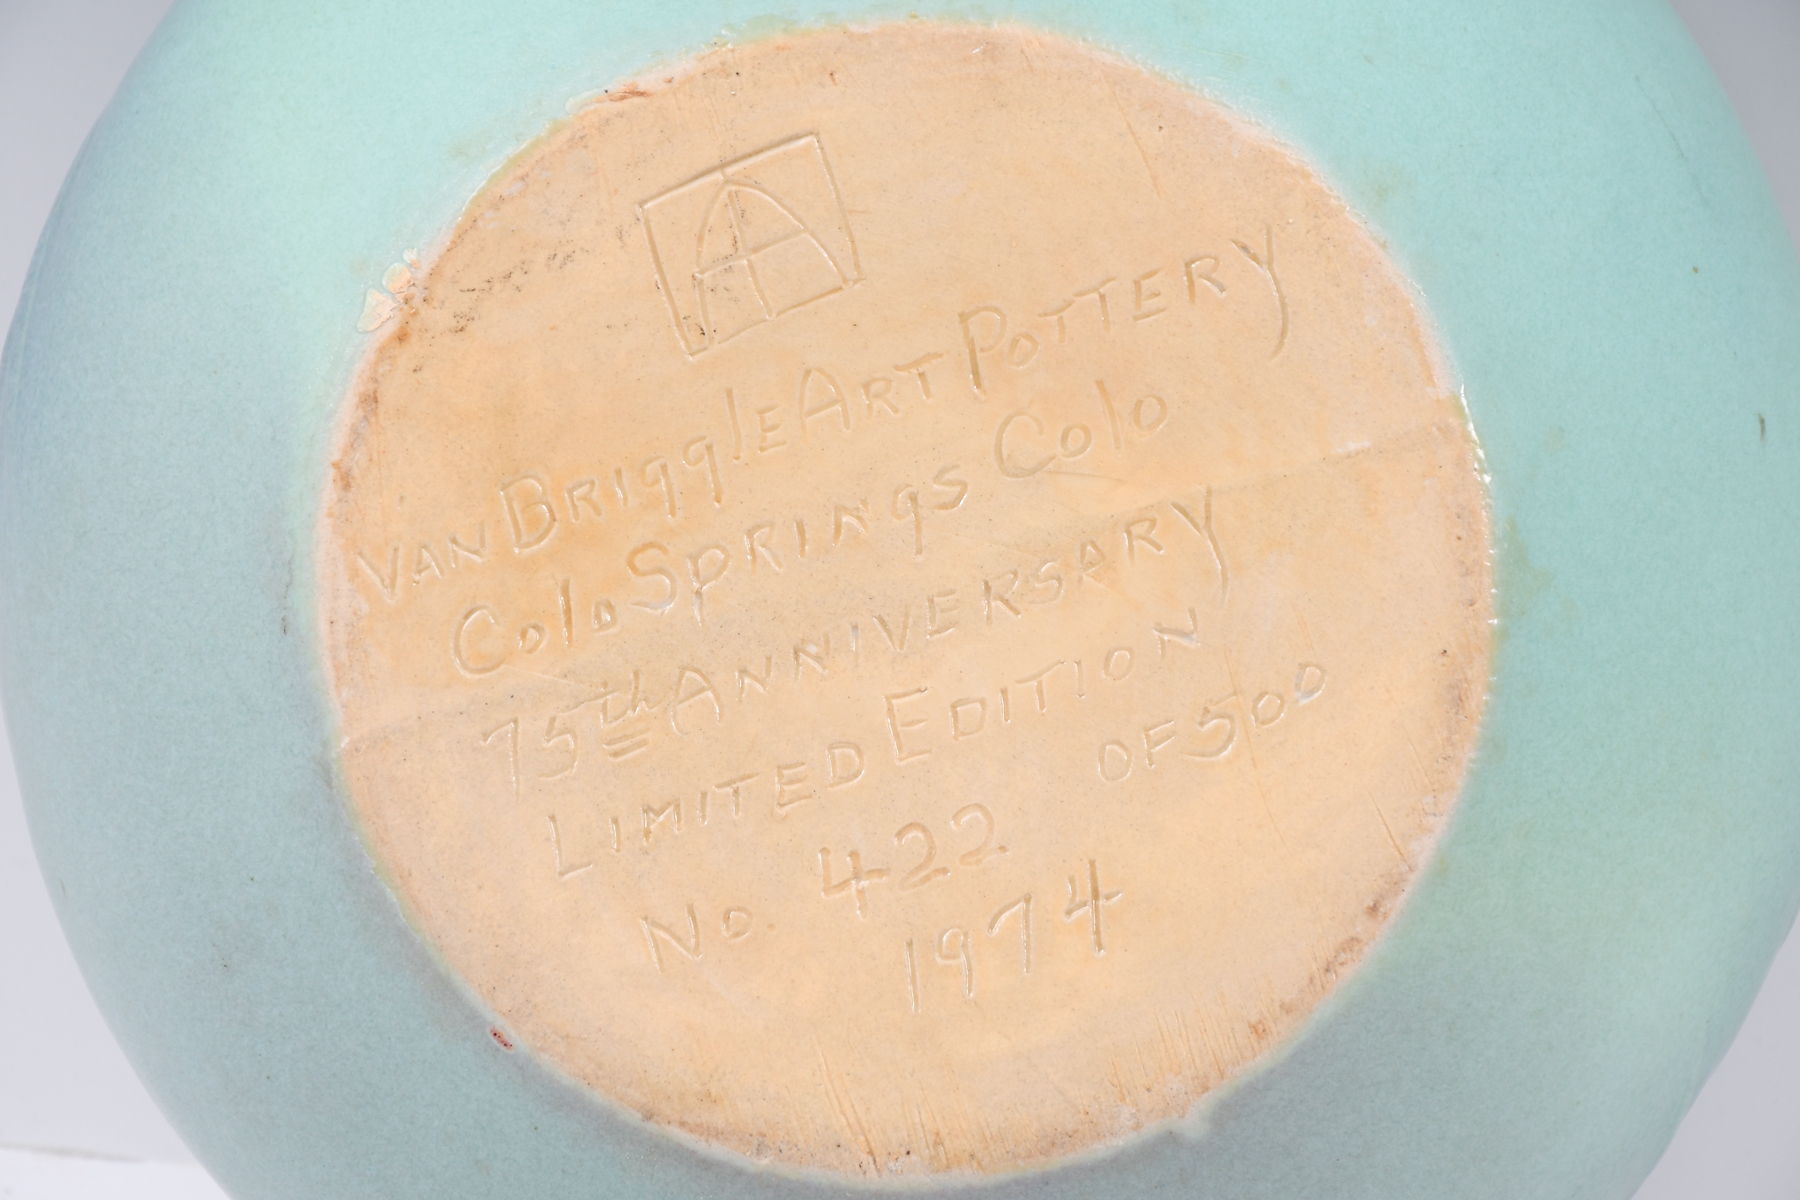 VAN BRIGGLE ART POTTERY
Colo SPRINGS Colo
75th ANNIVERSARY
LIMITED EDITION
No. 422 OF 500
1974